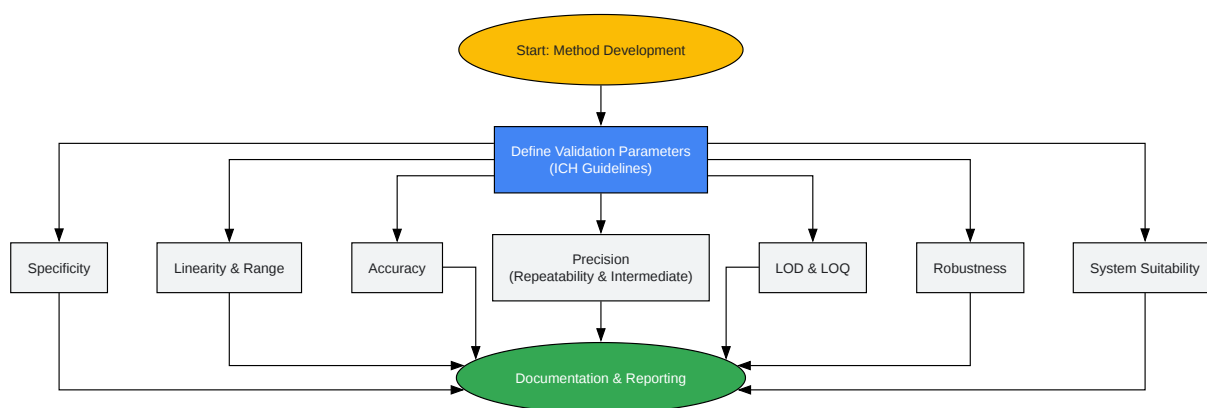 Start: Method Development
Define Validation Parameters
(ICH Guidelines)
Specificity
Linearity & Range
Accuracy
Precision
(Repeatability & Intermediate)
LOD & LOQ
Robustness
System Suitability
Documentation & Reporting